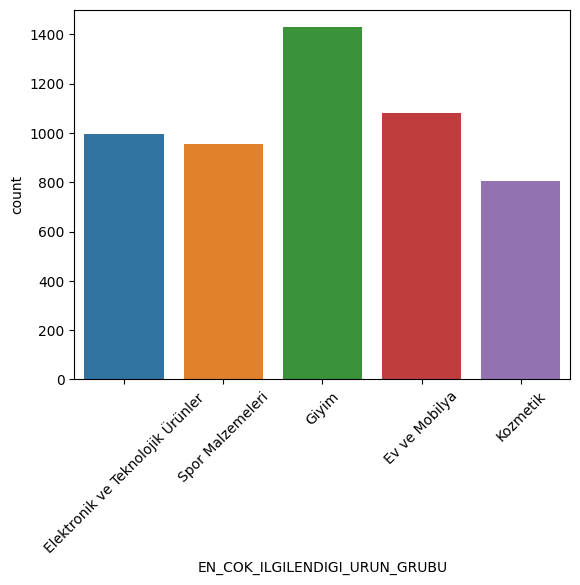 1400
1200
1000
800
600
400
200
0
count
Elektronik ve Teknolojik Ürünler
Spor Malzemeleri
Giyim
Ev ve Mobilya
Kozmetik
EN_COK_ILGILENDIGI_URUN_GRUBU